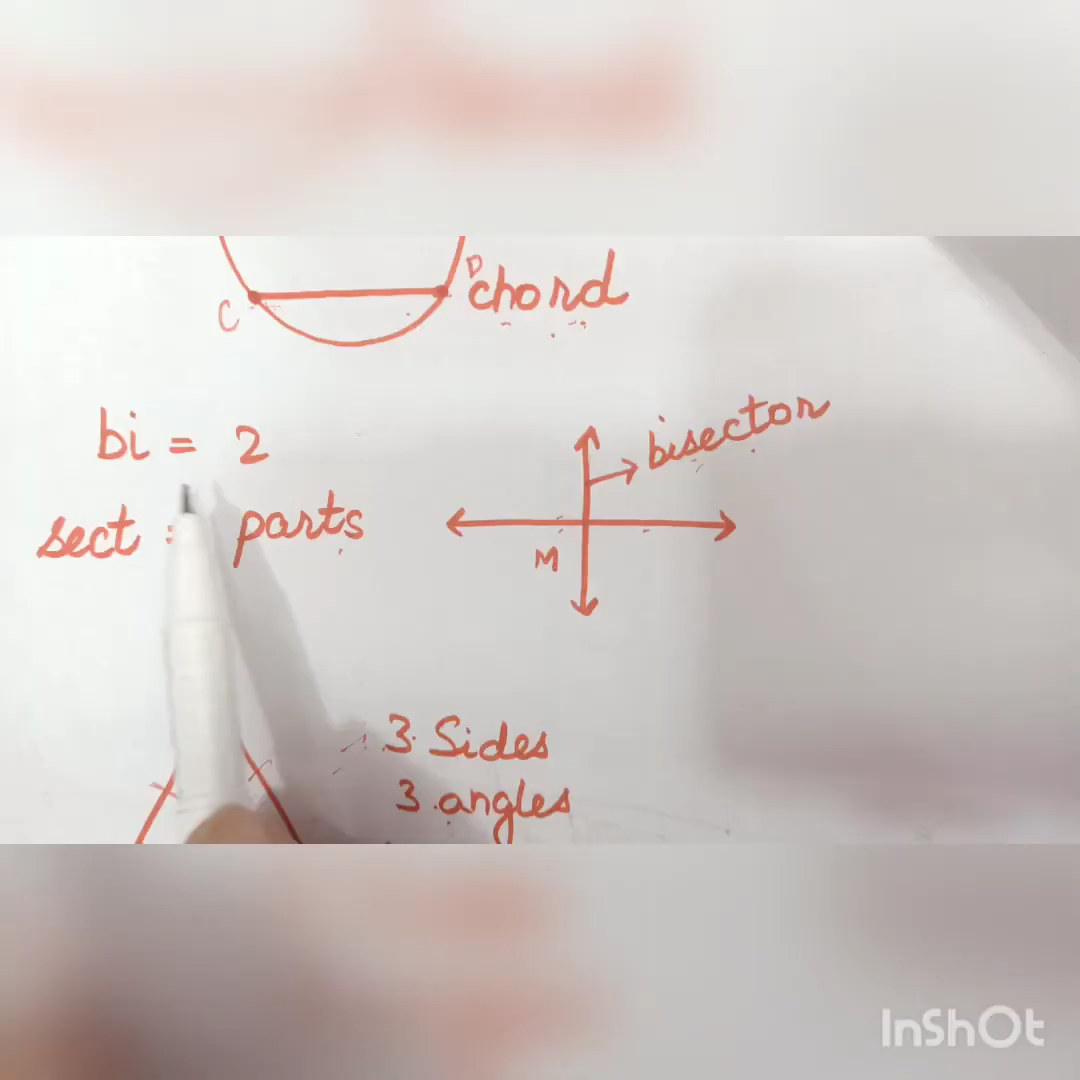 D
chord
C
bi = 2
bisector
sect = parts
M
3 Sides
3 angles
InShOt